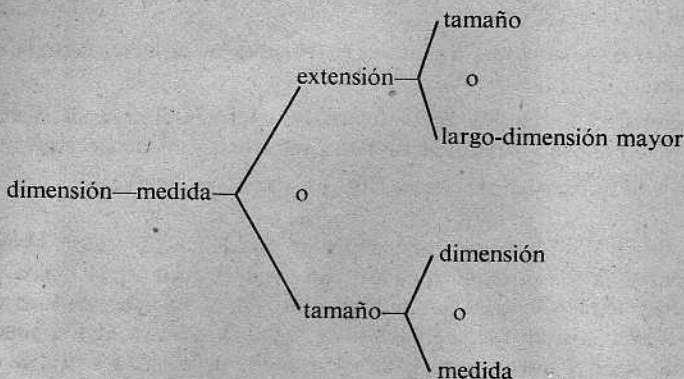 tamaño
extensión o
largo-dimensión mayor
dimensión—medida o
dimensión
tamaño o
medida